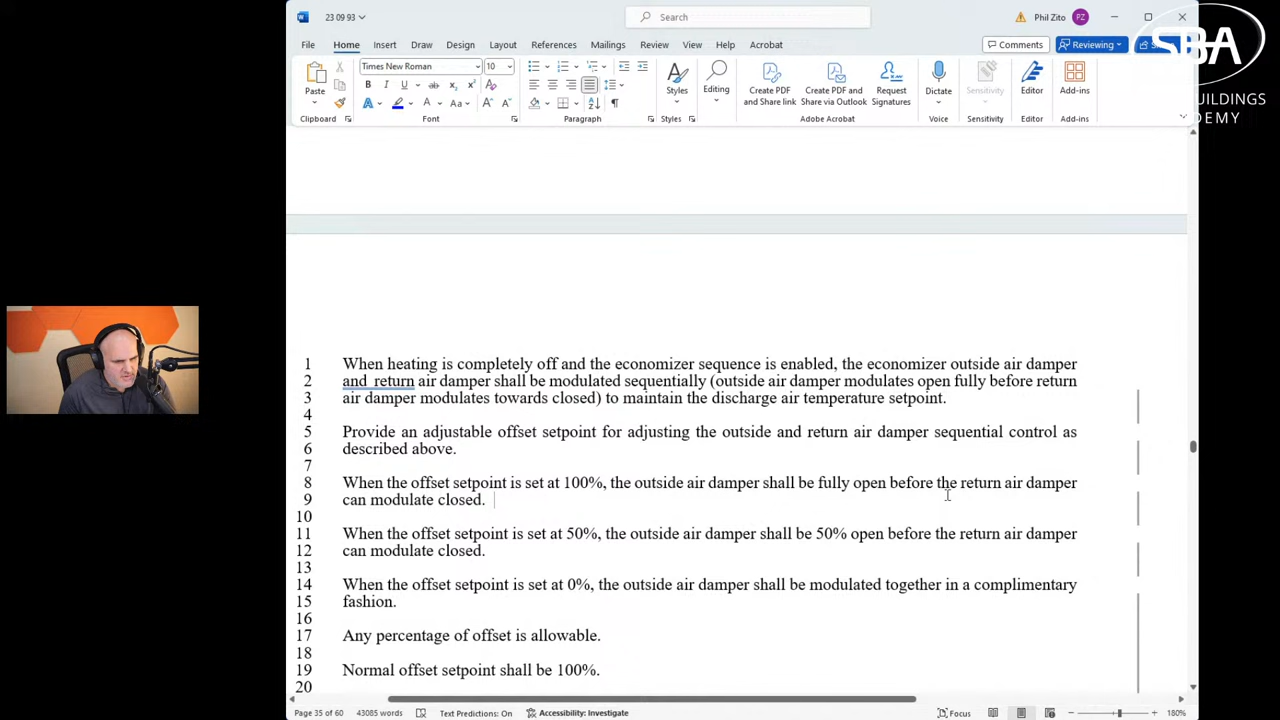 23 09 93
Search
Phil Zito
PZ
SBA
BUILDINGS
DEMY
File Home Insert Draw Design Layout References Mailings Review View Help Acrobat
Comments
Reviewing
Times New Roman
10
Paste
Styles
Editing
Create PDF and Share link
Create PDF and Share via Outlook
Request Signatures
Dictate
Sensitivity
Editor
Add-ins
Clipboard
Font
Paragraph
Styles
Adobe Acrobat
Voice
Sensitivity
Editor
Add-ins
1 When heating is completely off and the economizer sequence is enabled, the economizer outside air damper
2 and return air damper shall be modulated sequentially (outside air damper modulates open fully before return
3 air damper modulates towards closed) to maintain the discharge air temperature setpoint.
4
5 Provide an adjustable offset setpoint for adjusting the outside and return air damper sequential control as
6 described above.
7
8 When the offset setpoint is set at 100%, the outside air damper shall be fully open before the return air damper
9 can modulate closed.
10
11 When the offset setpoint is set at 50%, the outside air damper shall be 50% open before the return air damper
12 can modulate closed.
13
14 When the offset setpoint is set at 0%, the outside air damper shall be modulated together in a complimentary
15 fashion.
16
17 Any percentage of offset is allowable.
18
19 Normal offset setpoint shall be 100%.
20
Page 35 of 60
43085 words
Text Predictions: On
Accessibility: Investigate
Focus
180%